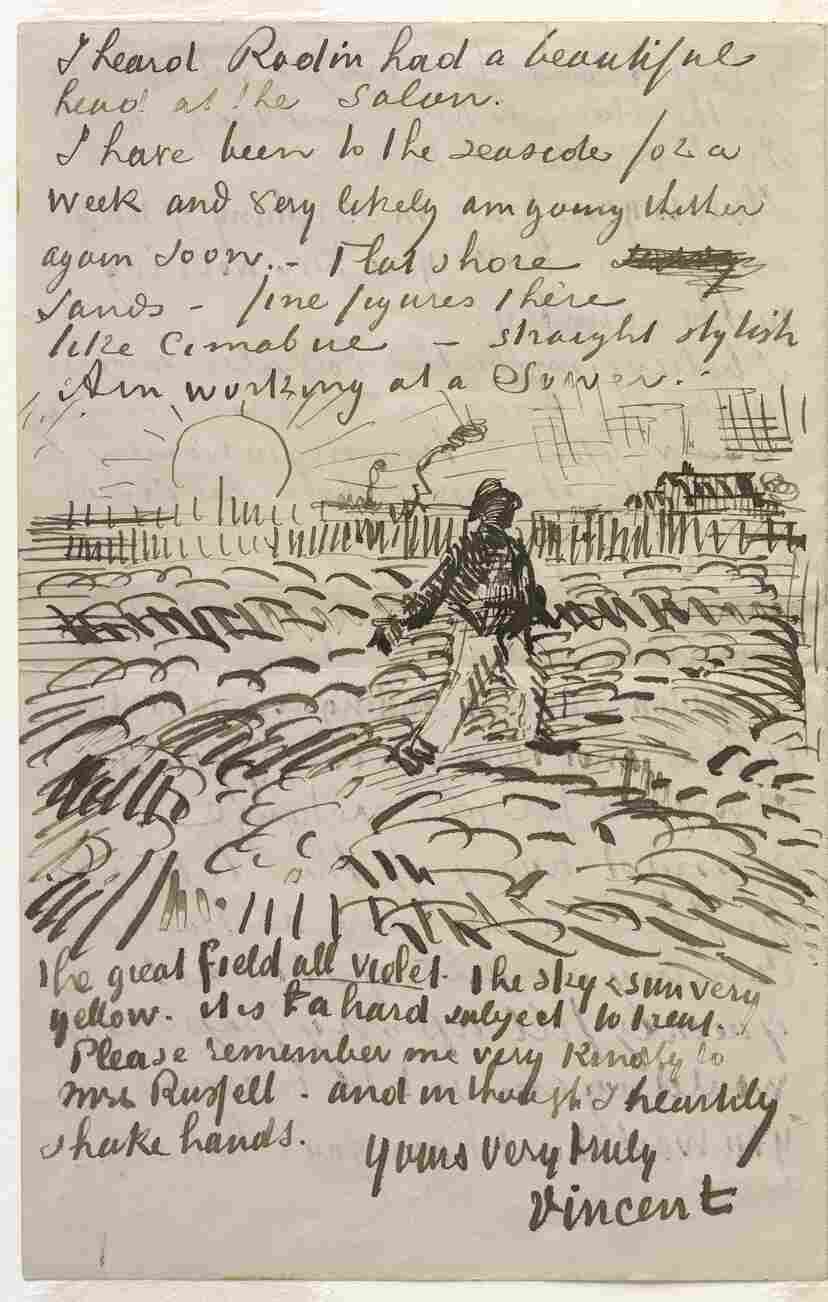 I heard Rodin had a beautiful
head at the Salon.
I have been to the seaside for a
week and very likely am going thither
again soon. - Flat shore
sands - fine figures there
like Cimabue - straight stylish
Am working at a Sower. -
the great field all violet. the sky & sun very
yellow. it is a hard subject to treat.
Please remember me very kindly to
mrs Russell - and in thought I heartily
shake hands.
yours very truly
Vincent